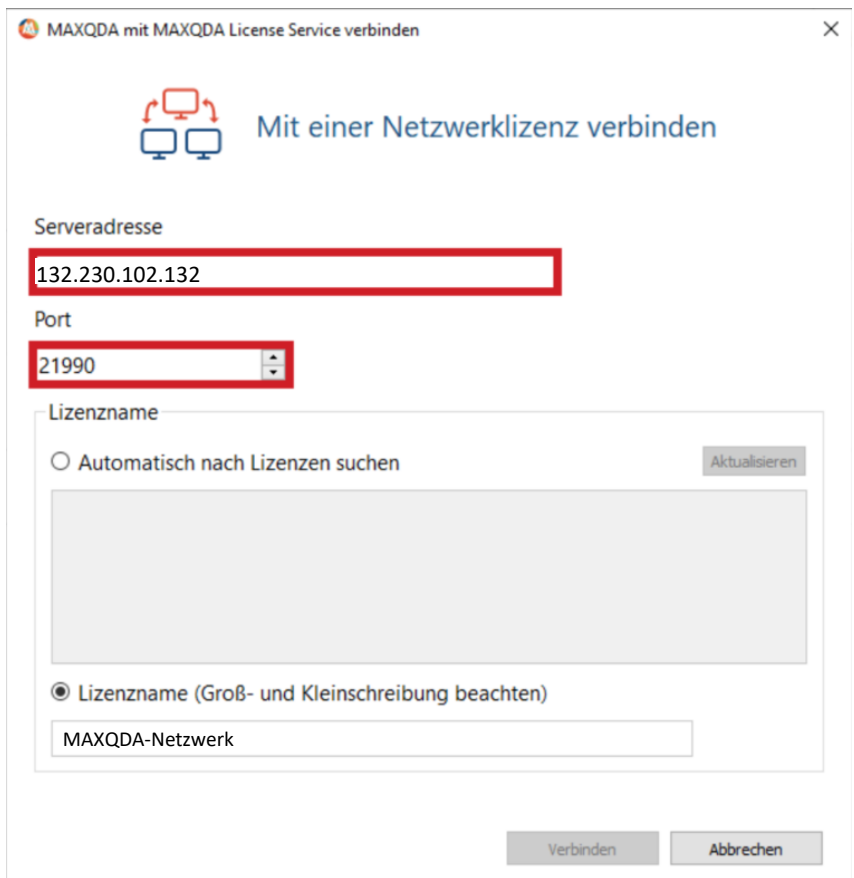 MAXQDA mit MAXQDA License Service verbinden
Mit einer Netzwerklizenz verbinden
Serveradresse
132.230.102.132
Port
21990
Lizenzname
Automatisch nach Lizenzen suchen
Aktualisieren
Lizenzname (Groß- und Kleinschreibung beachten)
MAXQDA-Netzwerk
Verbinden
Abbrechen